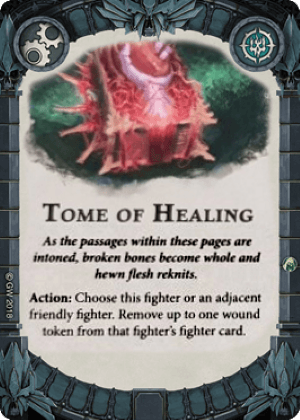 TOME OF HEALING
As the passages within these pages are
intoned, broken bones become whole and
hewn flesh reknits.
Action: Choose this fighter or an adjacent
friendly fighter. Remove up to one wound
token from that fighter's fighter card.
© GW 2018